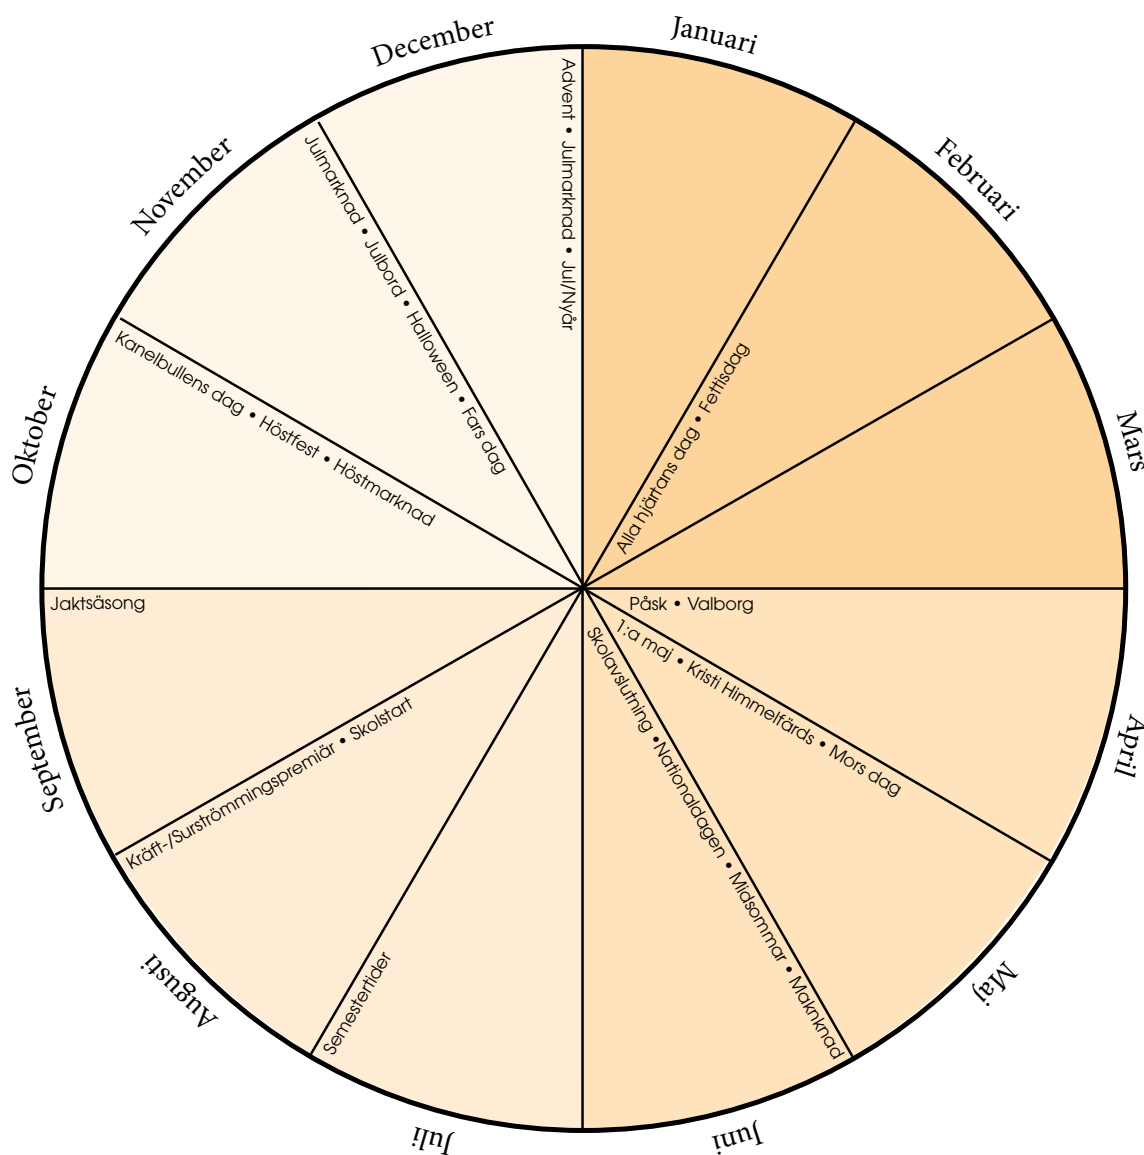 Januari
Februari
Alla hjärtans dag • Fettisdag
Mars
April
Påsk • Valborg
Maj
1:a maj • Kristi Himmelfärds • Mors dag
Juni
Skolavslutning •Nationaldagen • Midsommar • Maknknad
Juli
Semestertider
Augusti
Kräft-/Surströmmingspremiär • Skolstart
September
Jaktsäsong
Oktober
Kanelbullens dag • Höstfest • Höstmarknad
November
Julmarknad • Julbord • Halloween • Fars dag
December
Advent • Julmarknad • Jul/Nyår